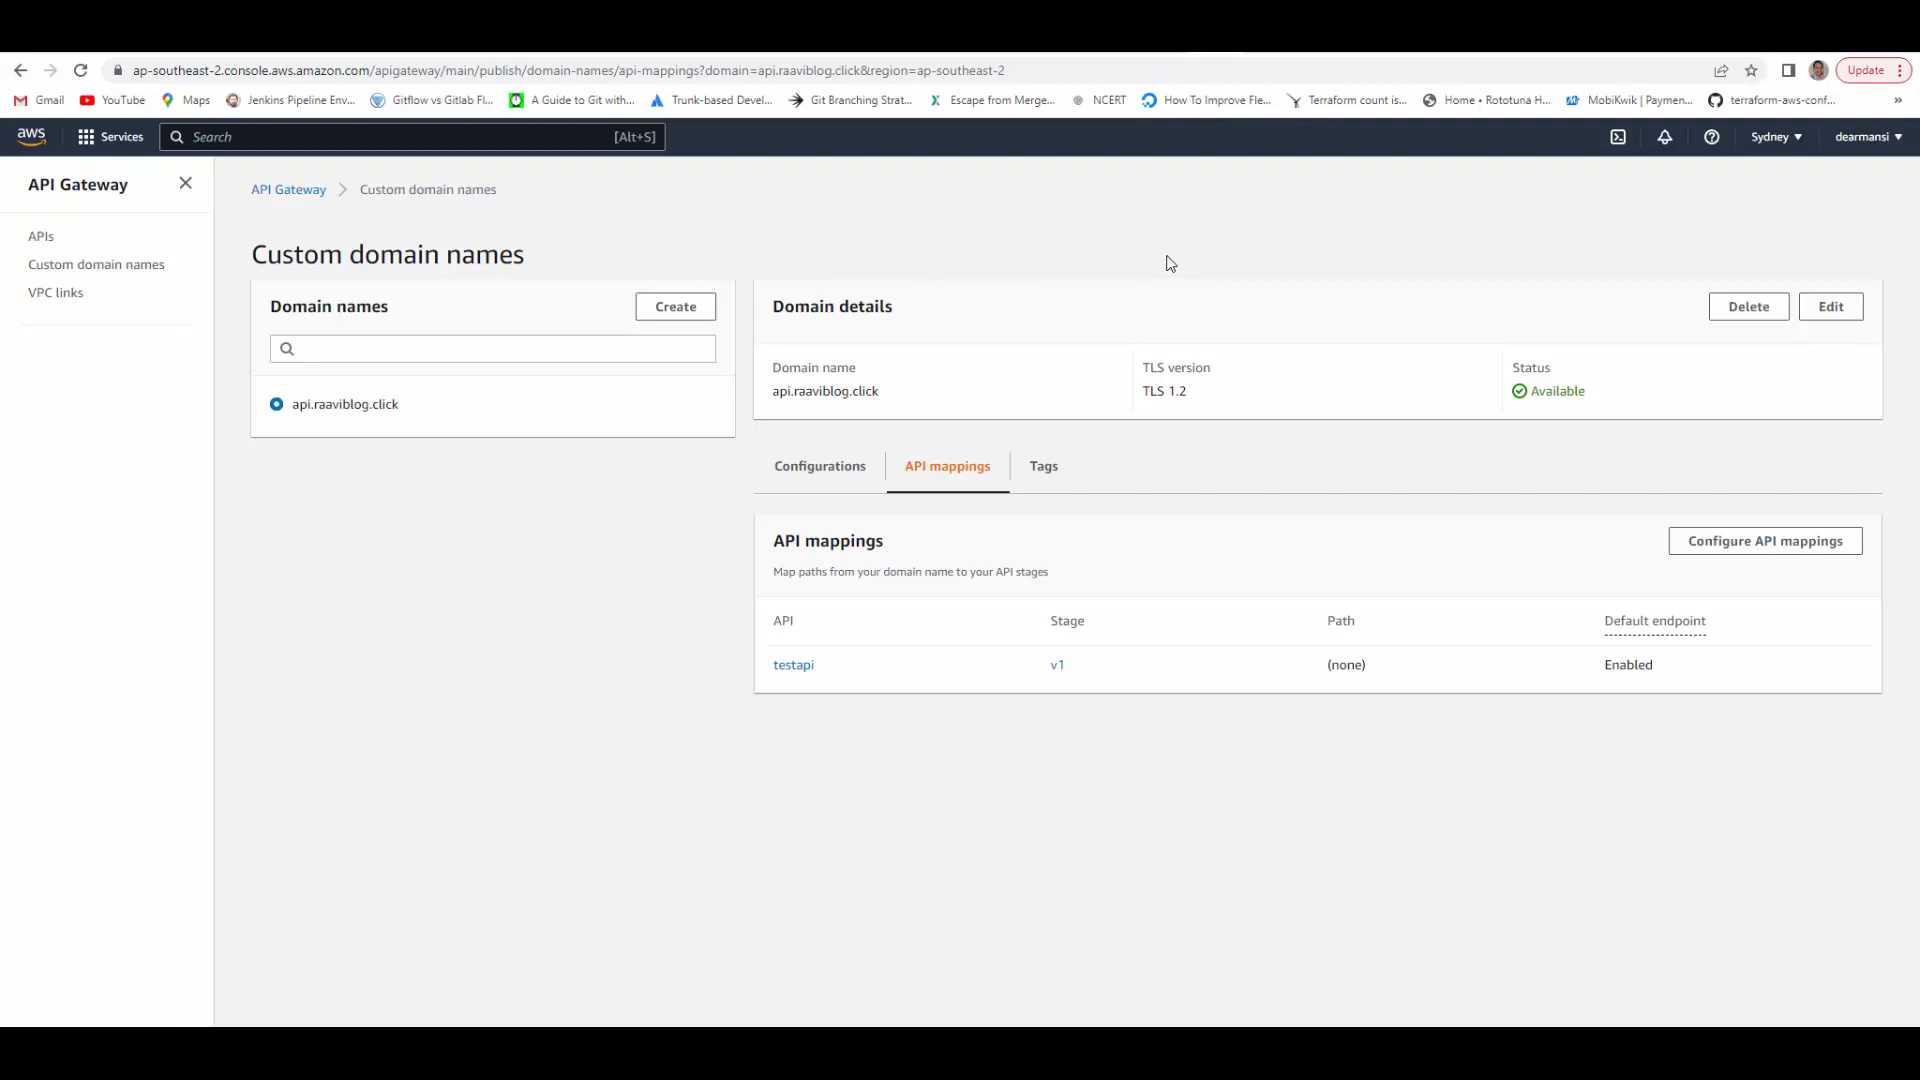 ap-southeast-2.console.aws.amazon.com/apigateway/main/publish/domain-names/api-mappings?domain=api.raaviblog.click&region=ap-southeast-2
Update
Gmail YouTube Maps Jenkins Pipeline Env... Gitflow vs Gitlab Fl... A Guide to Git with... Trunk-based Devel... Git Branching Strat... Escape from Merge... NCERT How To Improve Fle... Terraform count is... Home • Rototuna H... MobiKwik | Paymen... terraform-aws-conf... »
aws Services Search [Alt+S] Sydney dearmansi
API Gateway
APIs
Custom domain names
VPC links
API Gateway Custom domain names
Custom domain names
Domain names
Create
api.raaviblog.click
Domain details
Delete Edit
Domain name TLS version Status
api.raaviblog.click TLS 1.2 Available
Configurations API mappings Tags
API mappings
Configure API mappings
Map paths from your domain name to your API stages
API Stage Path Default endpoint
testapi v1 (none) Enabled